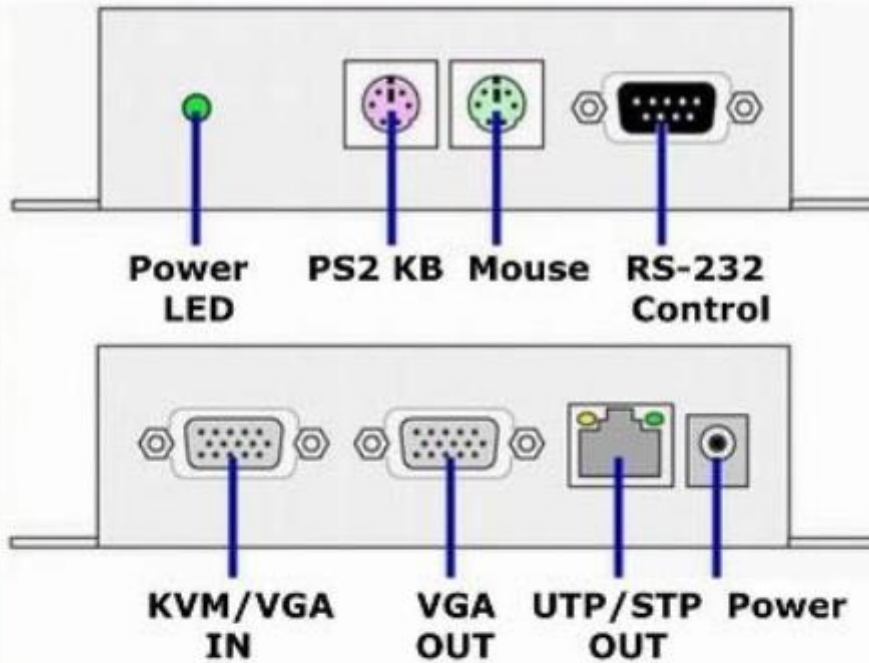 Power LED
PS2 KB
Mouse
RS-232 Control
KVM/VGA IN
VGA OUT
UTP/STP OUT
Power